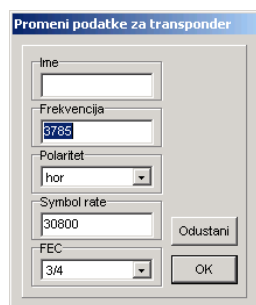 Promeni podatke za transponder
Ime
Frekvencija
3785
Polaritet
hor
Symbol rate
30800
Odustani
FEC
3/4
OK